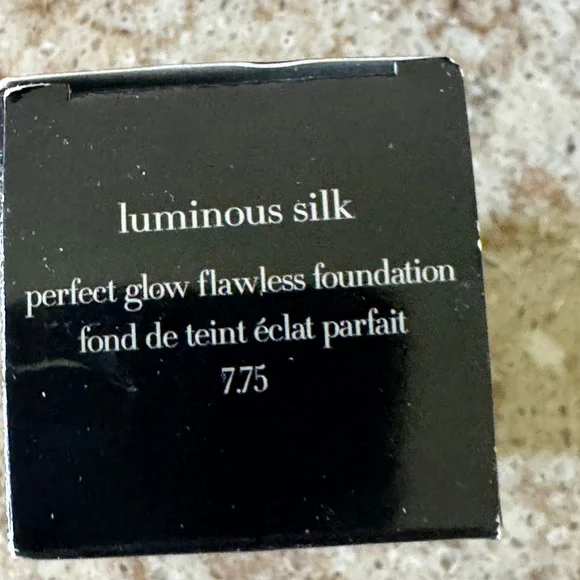 luminous silk
perfect glow flawless foundation
fond de teint éclat parfait
7.75